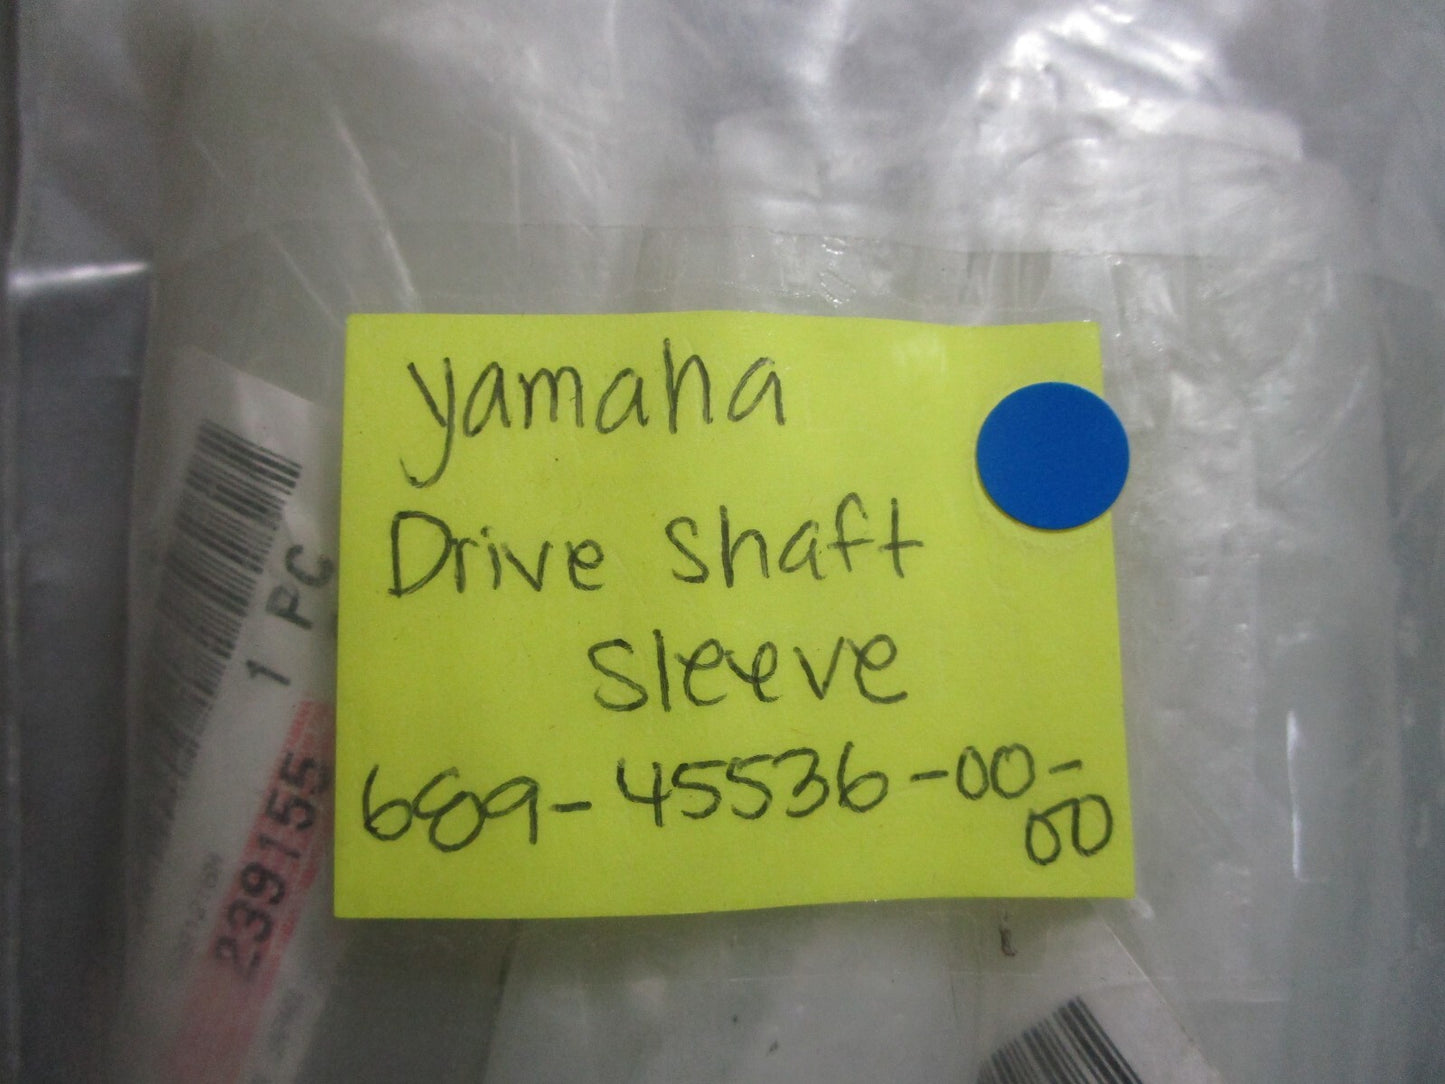 yamaha
Drive shaft
sleeve
689-45536-00-
00
1 PC
239155